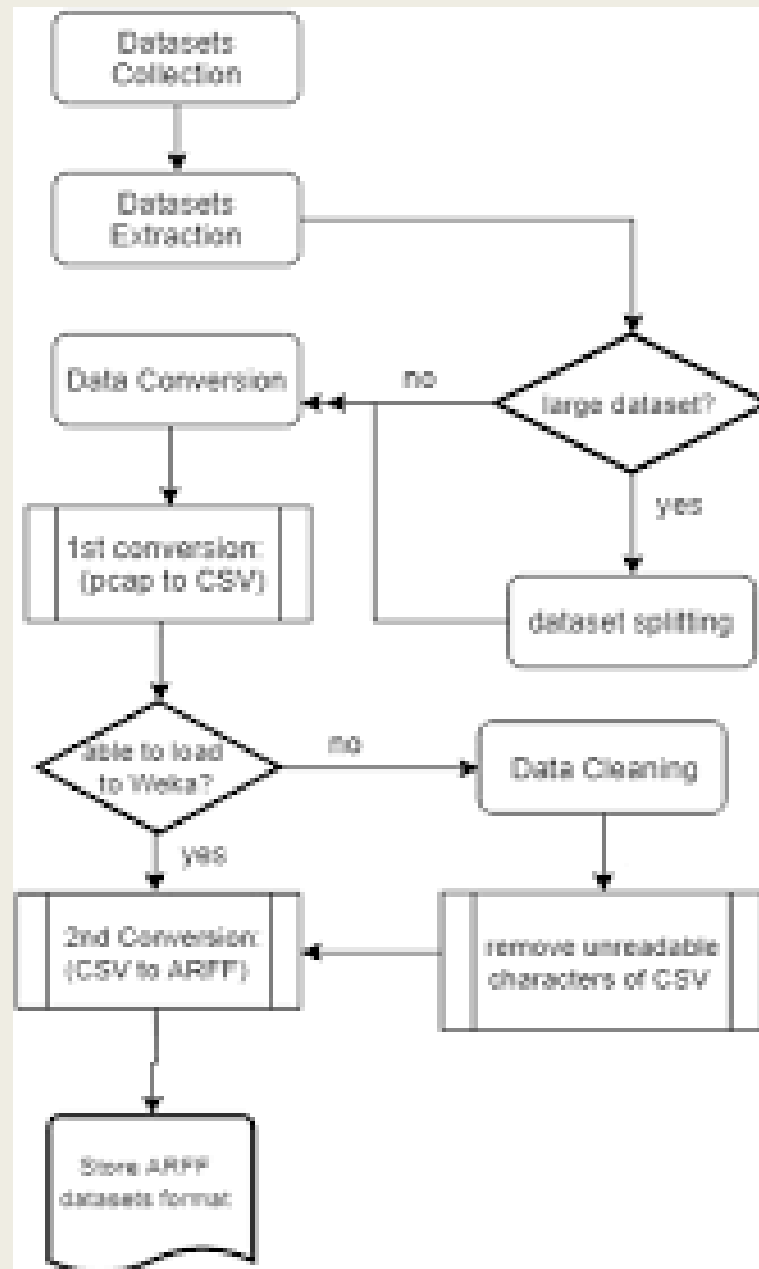 Datasets
Collection
Datasets
Extraction
Data Conversion
no
large dataset?
yes
1st conversion:
(pcap to CSV)
dataset splitting
able to load
to Weka?
no
Data Cleaning
yes
2nd Conversion:
(CSV to ARFF)
remove unreadable
characters of CSV
Store ARFF
datasets format